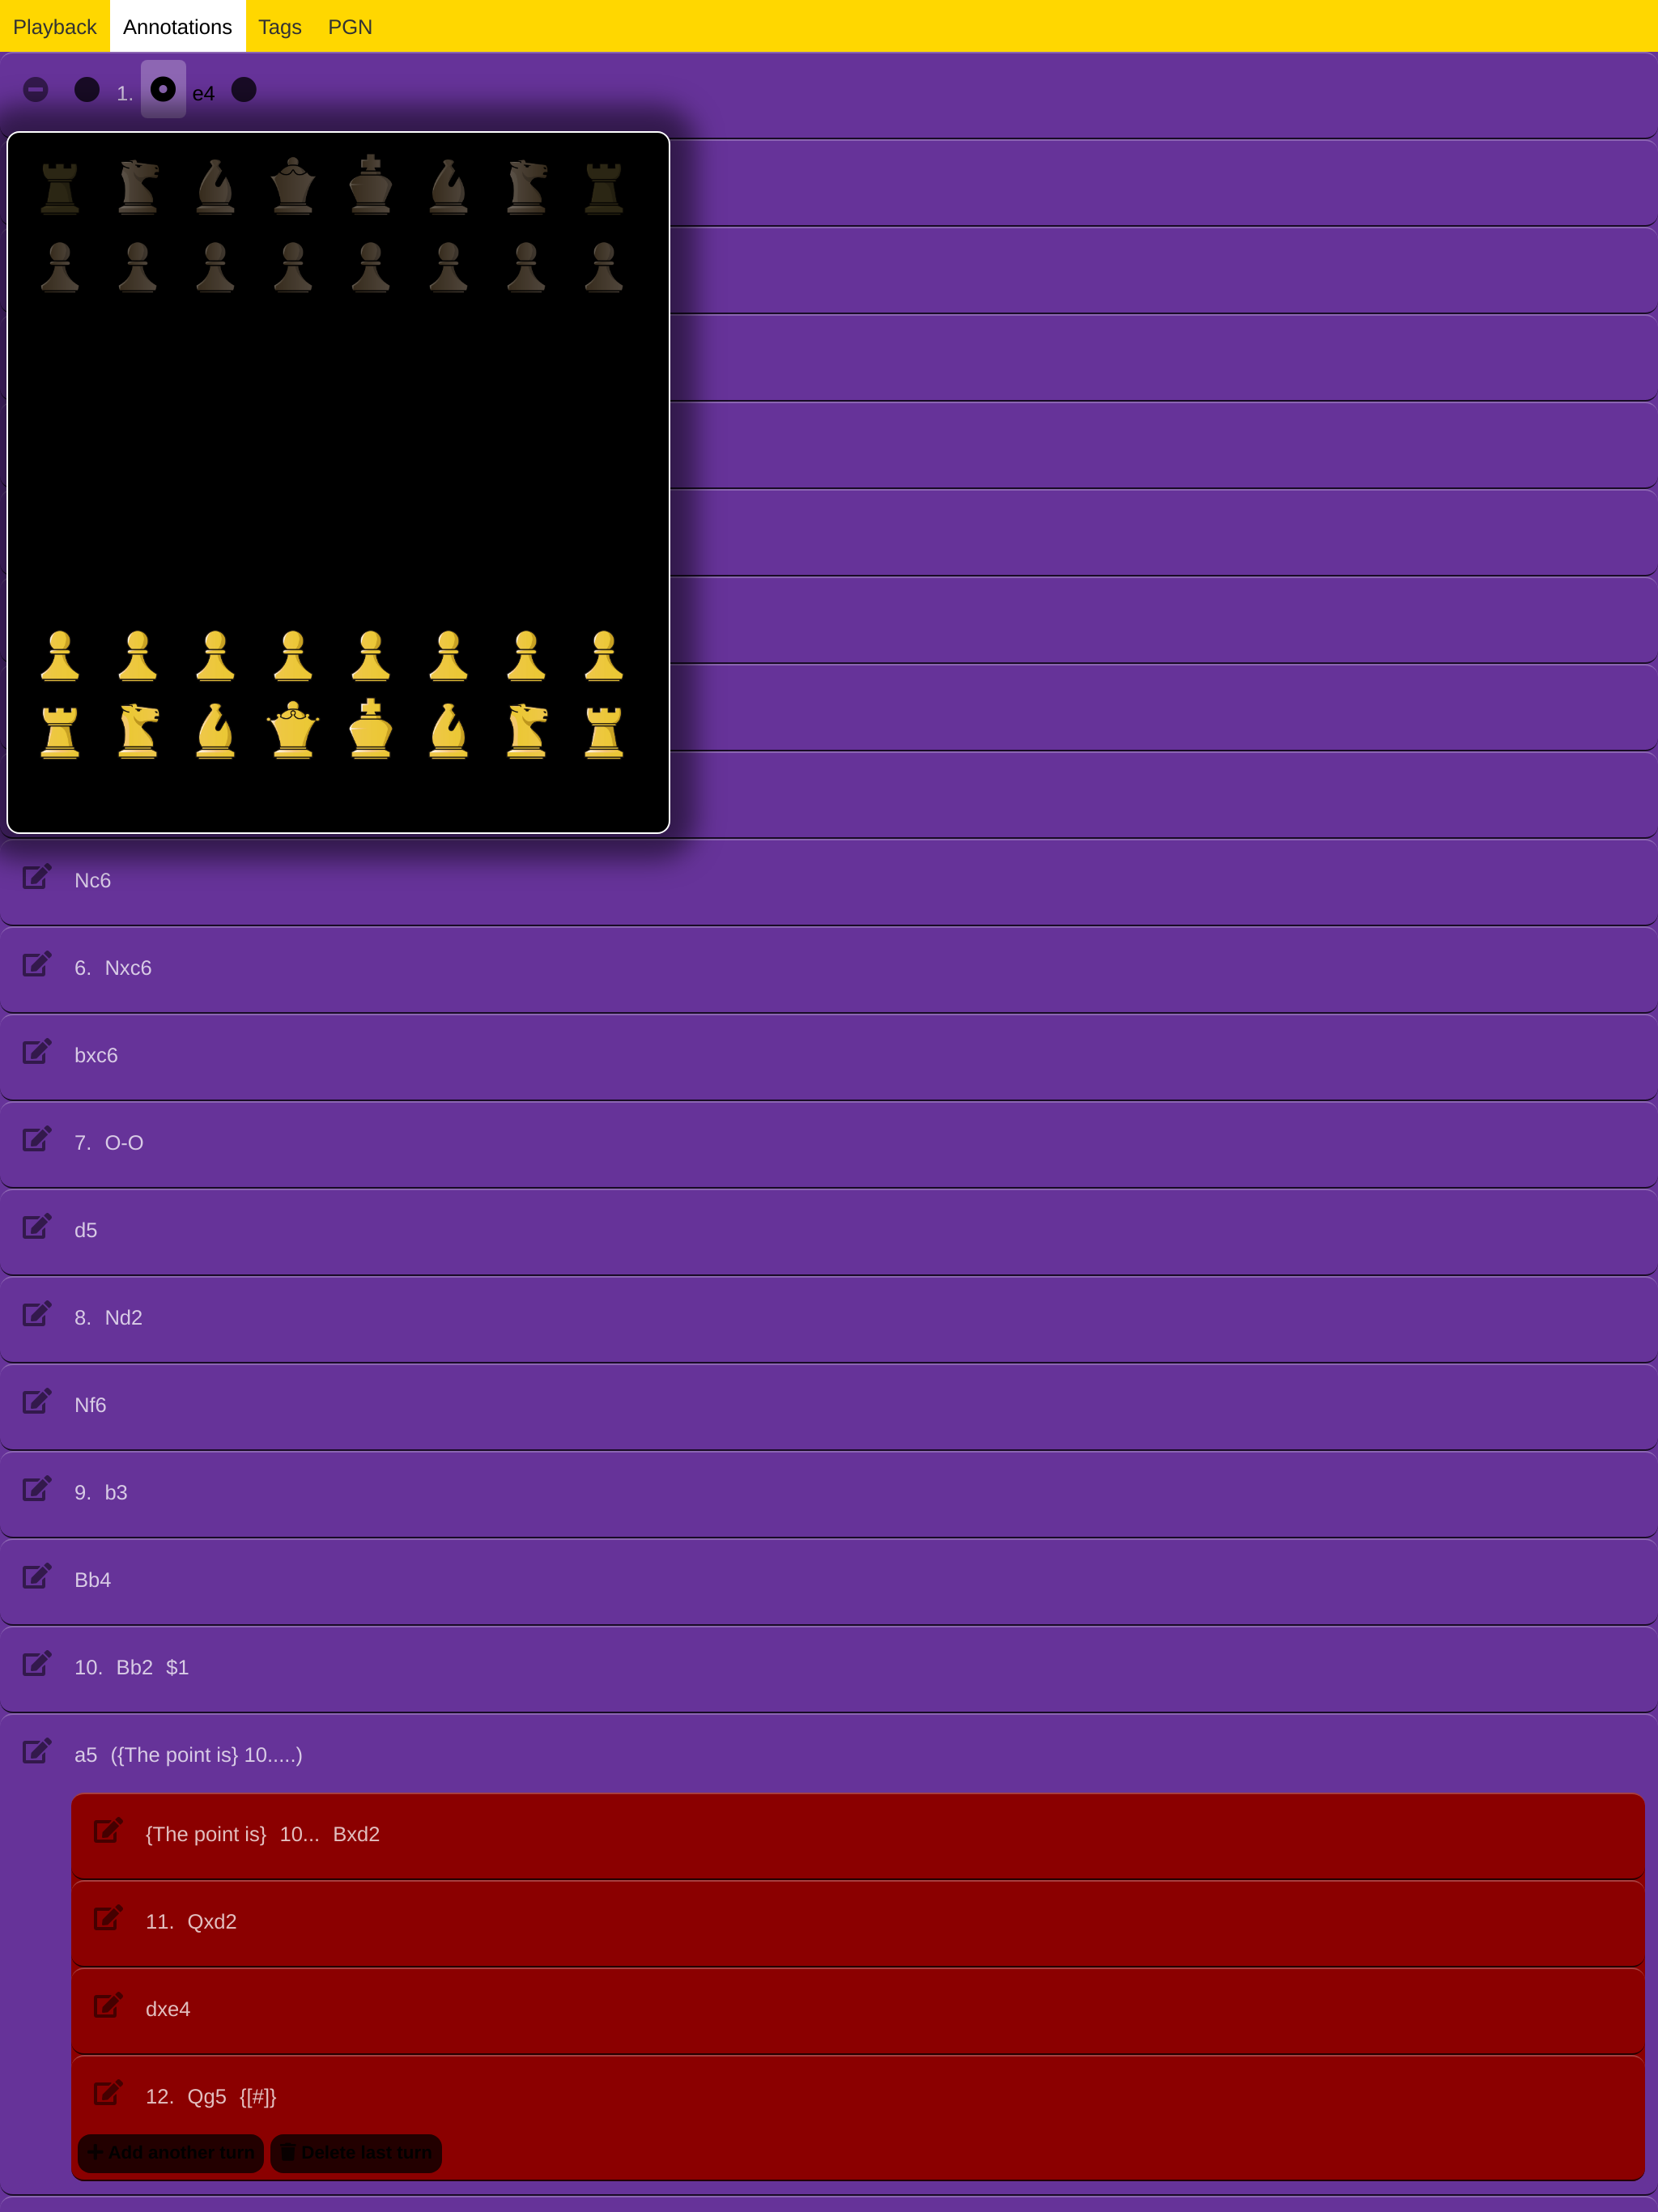 Playback Annotations Tags PGN
1. e4
Nc6
6. Nxc6
bxc6
7. O-O
d5
8. Nd2
Nf6
9. b3
Bb4
10. Bb2 $1
a5 ({The point is} 10.....)
{The point is} 10... Bxd2
11. Qxd2
dxe4
12. Qg5 {[#]}
Add another turn Delete last turn